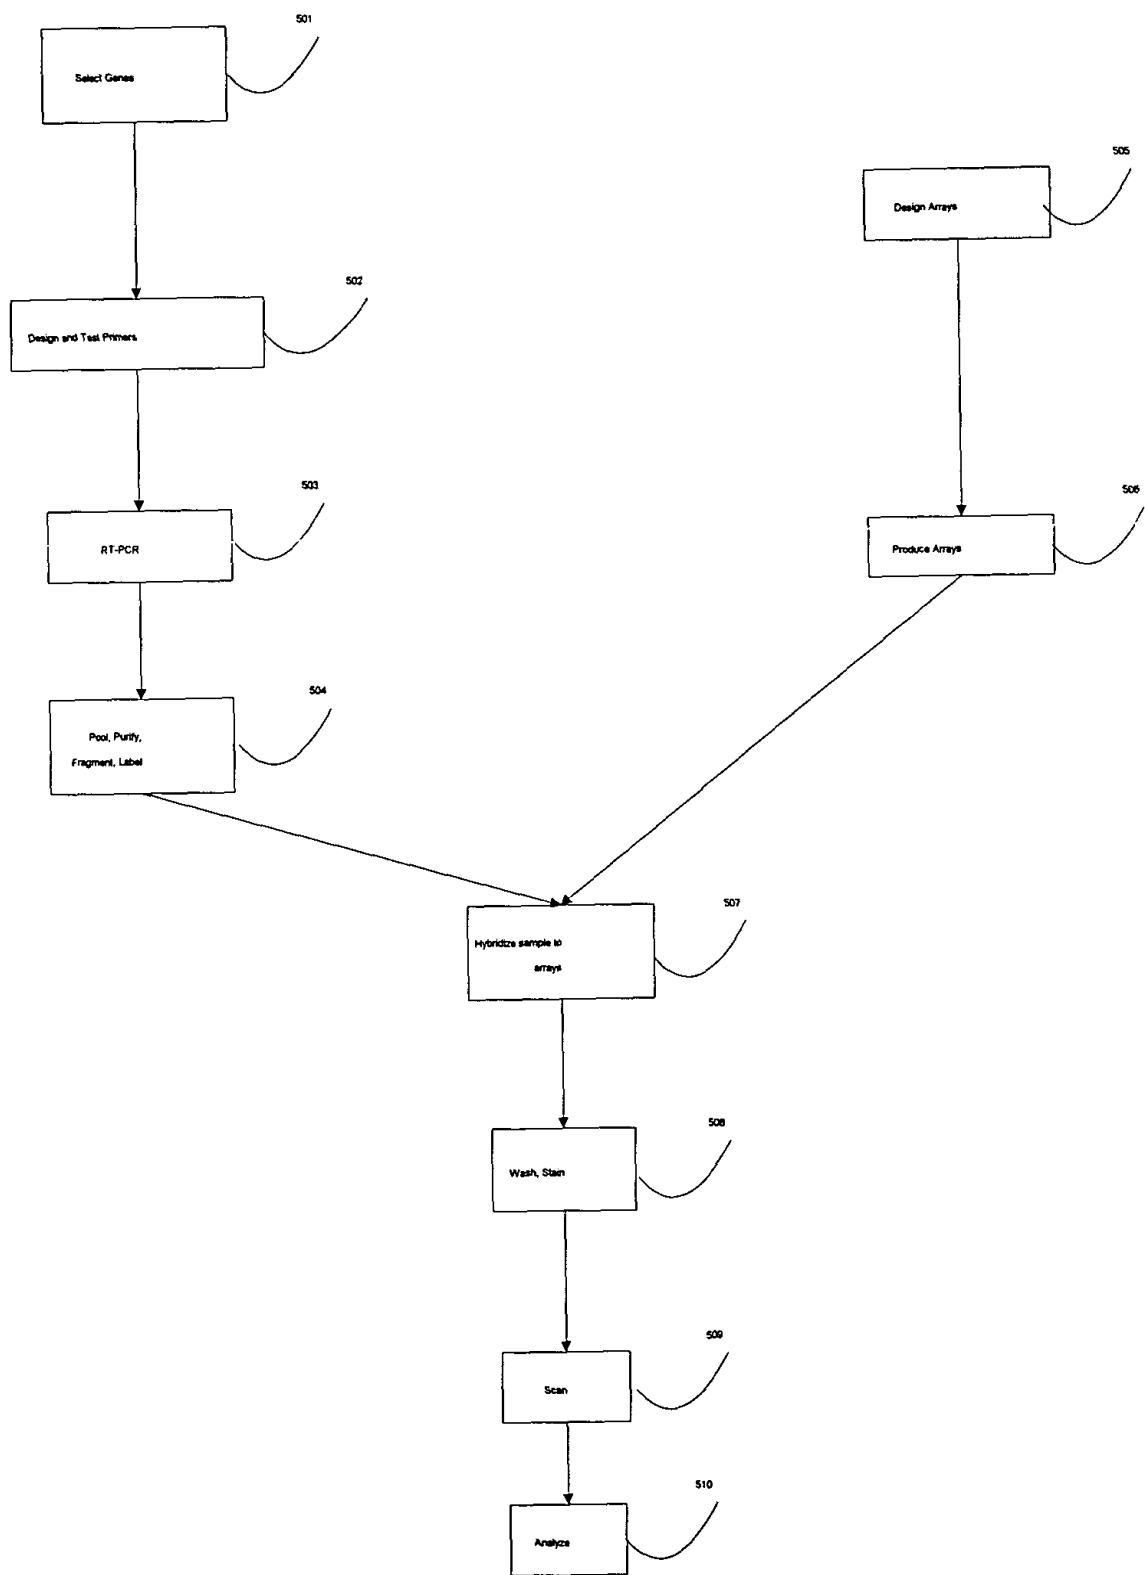 501
Select Genes
505
Design Arrays
502
Design and Test Primers
503
RT-PCR
506
Produce Arrays
504
Pool, Purify,
Fragment, Label
507
Hybridize sample to
arrays
508
Wash, Stain
509
Scan
510
Analyze